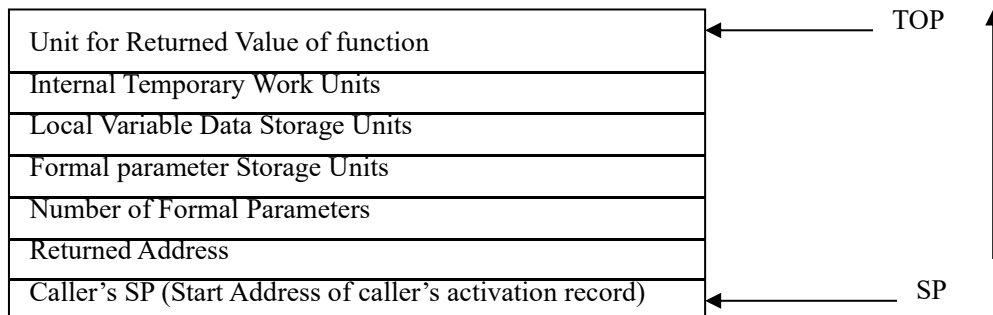 TOP
Unit for Returned Value of function
Internal Temporary Work Units
Local Variable Data Storage Units
Formal parameter Storage Units
Number of Formal Parameters
Returned Address
Caller's SP (Start Address of caller's activation record)
SP